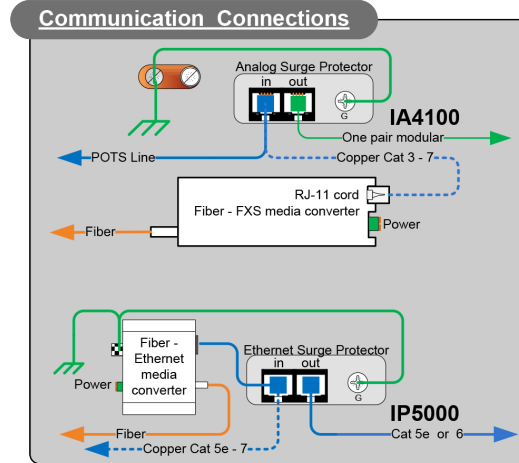 Communication Connections
Analog Surge Protector
in out
G
IA4100
One pair modular
POTS Line
Copper Cat 3 - 7
RJ-11 cord
Fiber - FXS media converter
Power
Fiber
Fiber -
Ethernet
media
converter
Ethernet Surge Protector
in out
G
Power
IP5000
Fiber
Cat 5e or 6
Copper Cat 5e - 7